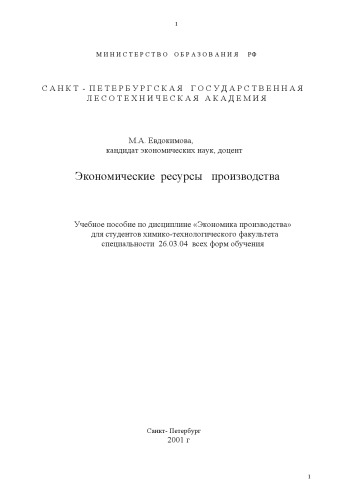 1
МИНИСТЕРСТВО ОБРАЗОВАНИЯ РФ
САНКТ-ПЕТЕРБУРГСКАЯ ГОСУДАРСТВЕННАЯ
ЛЕСОТЕХНИЧЕСКАЯ АКАДЕМИЯ
М.А. Евдокимова,
кандидат экономических наук, доцент
Экономические ресурсы производства
Учебное пособие по дисциплине «Экономика производства»
для студентов химико-технологического факультета
специальности 26.03.04 всех форм обучения
Санкт- Петербург
2001 г
1